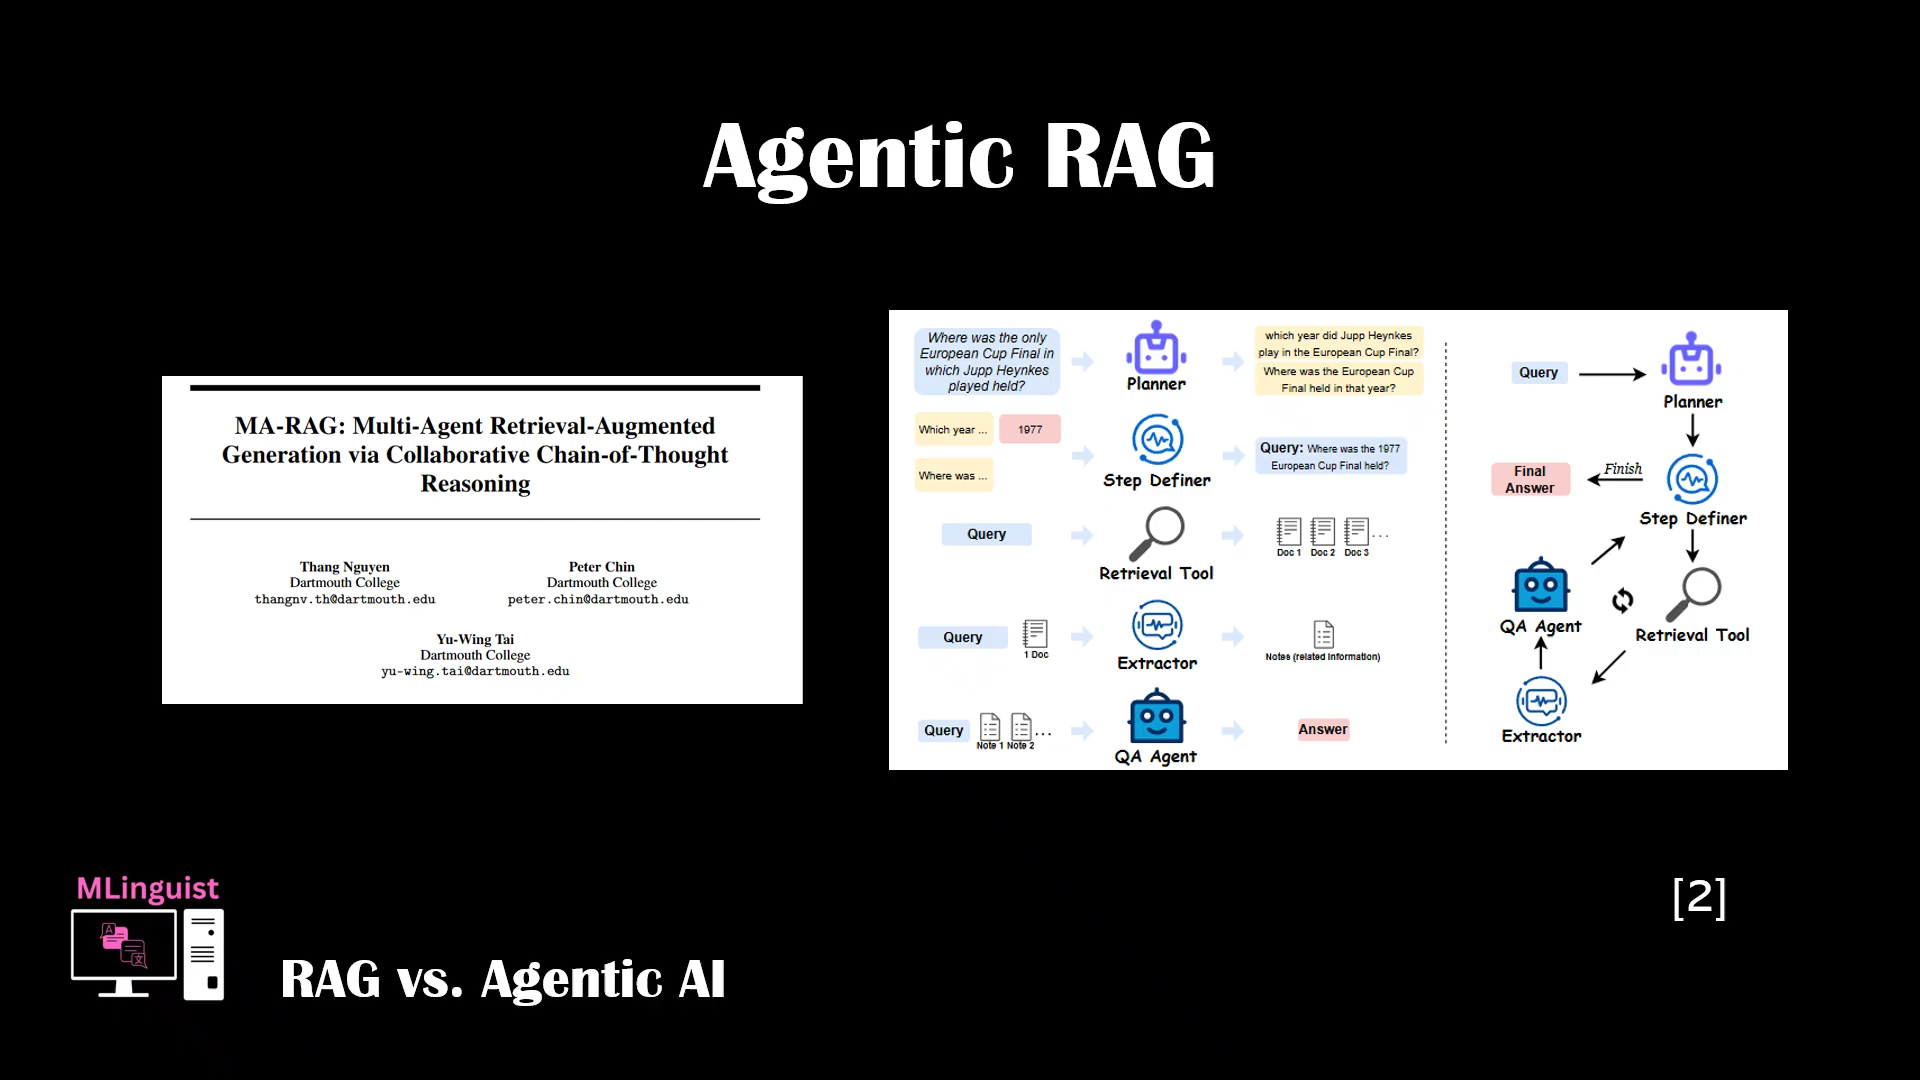 Agentic RAG
MA-RAG: Multi-Agent Retrieval-Augmented
Generation via Collaborative Chain-of-Thought
Reasoning
Thang Nguyen
Dartmouth College
thangnv.th@dartmouth.edu
Peter Chin
Dartmouth College
peter.chin@dartmouth.edu
Yu-Wing Tai
Dartmouth College
yu-wing.tai@dartmouth.edu
Where was the only
European Cup Final in
which Jupp Heynkes
played held?
Planner
which year did Jupp Heynkes
play in the European Cup Final?
Where was the European Cup
Final held in that year?
Which year ...
1977
Where was ...
Step Definer
Query: Where was the 1977
European Cup Final held?
Query
Retrieval Tool
Doc 1 Doc 2 Doc 3 ...
Query
1 Doc
Extractor
Notes (related information)
Query
Note 1 Note 2 ...
QA Agent
Answer
Query
Planner
Final
Answer
Finish
Step Definer
QA Agent
Retrieval Tool
Extractor
MLinguist
A
文
RAG vs. Agentic AI
[2]